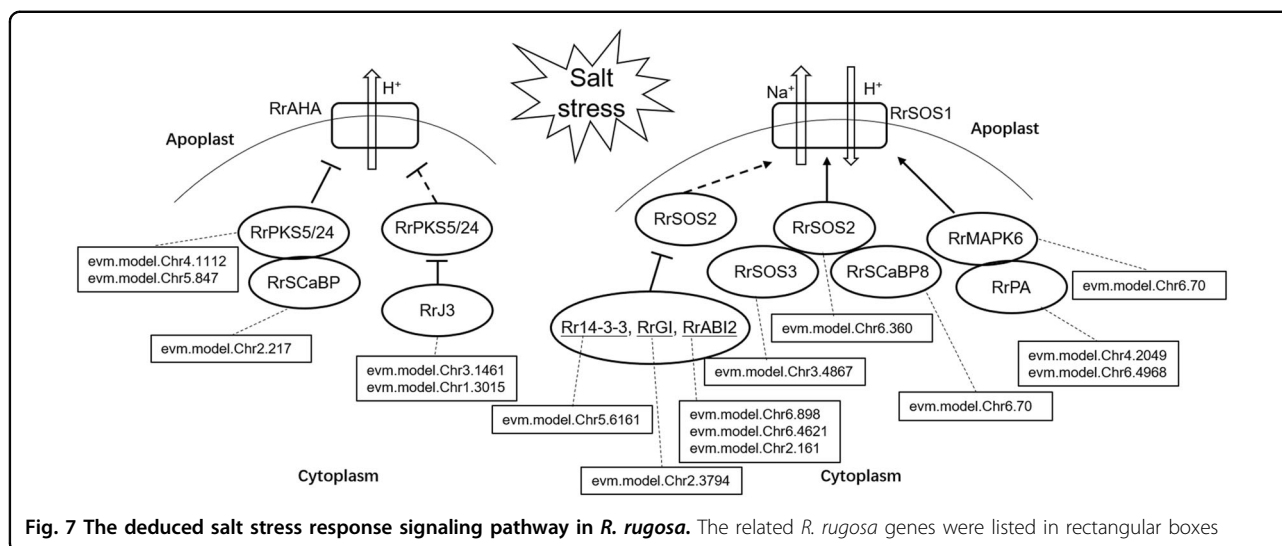 Salt
stress
H⁺
RrAHA
Apoplast
Na⁺
H⁺
RrSOS1
Apoplast
RrPKS5/24
RrPKS5/24
RrSOS2
RrSOS2
RrMAPK6
evm.model.Chr4.1112
evm.model.Chr5.847
RrSCaBP
RrSOS3
RrSCaBP8
RrPA
evm.model.Chr6.70
RrJ3
Rr14-3-3, RrGI, RrABI2
evm.model.Chr6.360
evm.model.Chr2.217
evm.model.Chr3.1461
evm.model.Chr1.3015
evm.model.Chr3.4867
evm.model.Chr4.2049
evm.model.Chr6.4968
evm.model.Chr5.6161
evm.model.Chr6.898
evm.model.Chr6.4621
evm.model.Chr2.161
evm.model.Chr6.70
Cytoplasm
evm.model.Chr2.3794
Cytoplasm
Fig. 7 The deduced salt stress response signaling pathway in R. rugosa. The related R. rugosa genes were listed in rectangular boxes